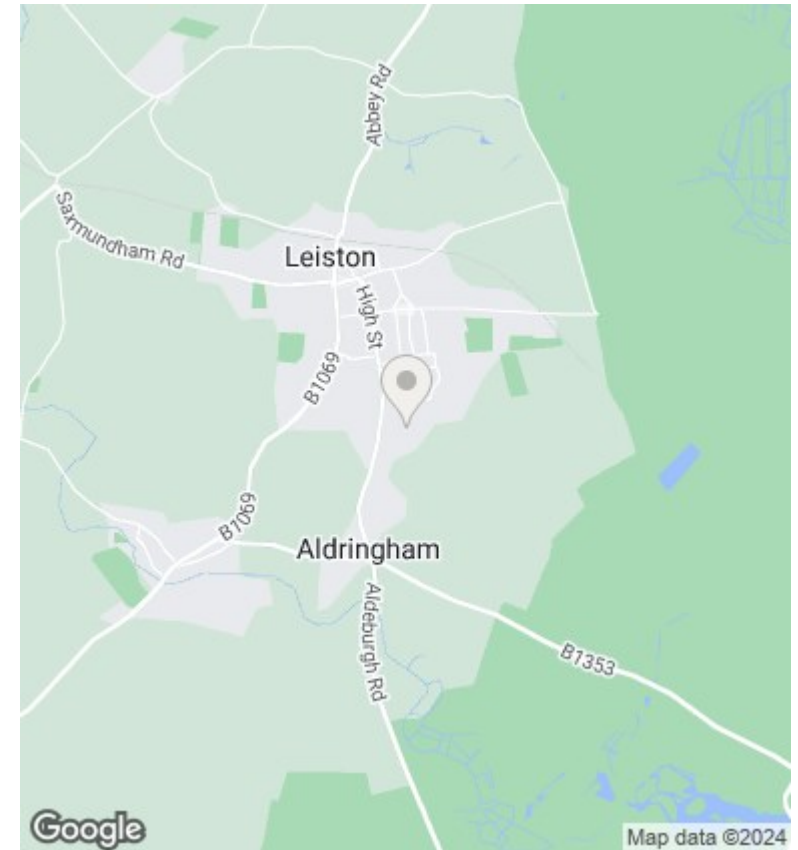 Abbey Rd
Saxmundham Rd
Leiston
High St
B1069
B1069
Aldringham
Aldeburgh Rd
B1353
Google
Map data ©2024